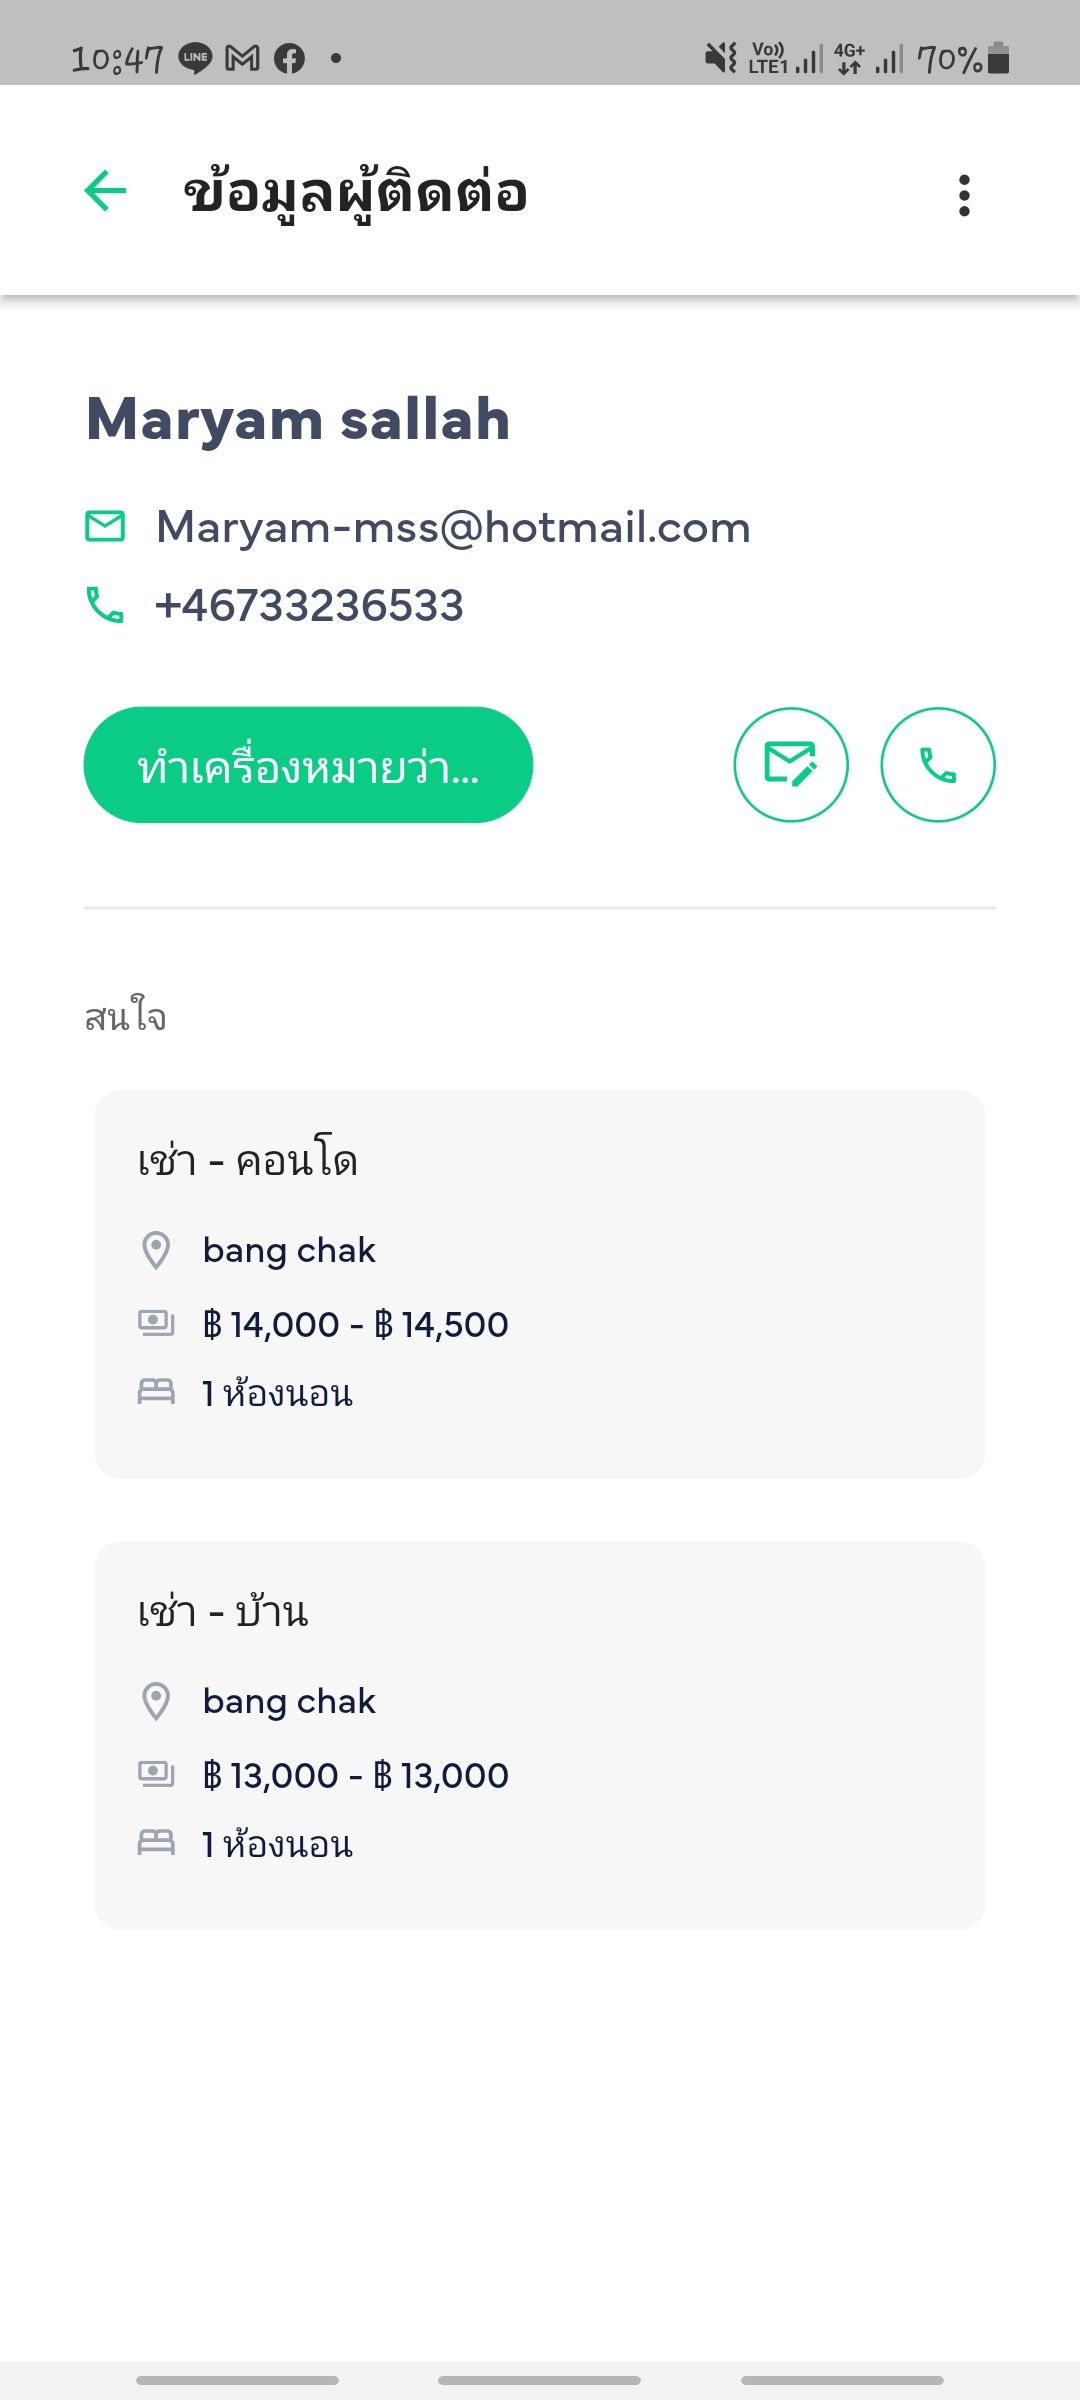 10:47 LINE Vo)) LTE1 4G+ 70%
ข้อมูลผู้ติดต่อ
Maryam sallah
Maryam-mss@hotmail.com
+46733236533
ทำเครื่องหมายว่า...
สนใจ
เช่า - คอนโด
bang chak
฿ 14,000 - ฿ 14,500
1 ห้องนอน
เช่า - บ้าน
bang chak
฿ 13,000 - ฿ 13,000
1 ห้องนอน